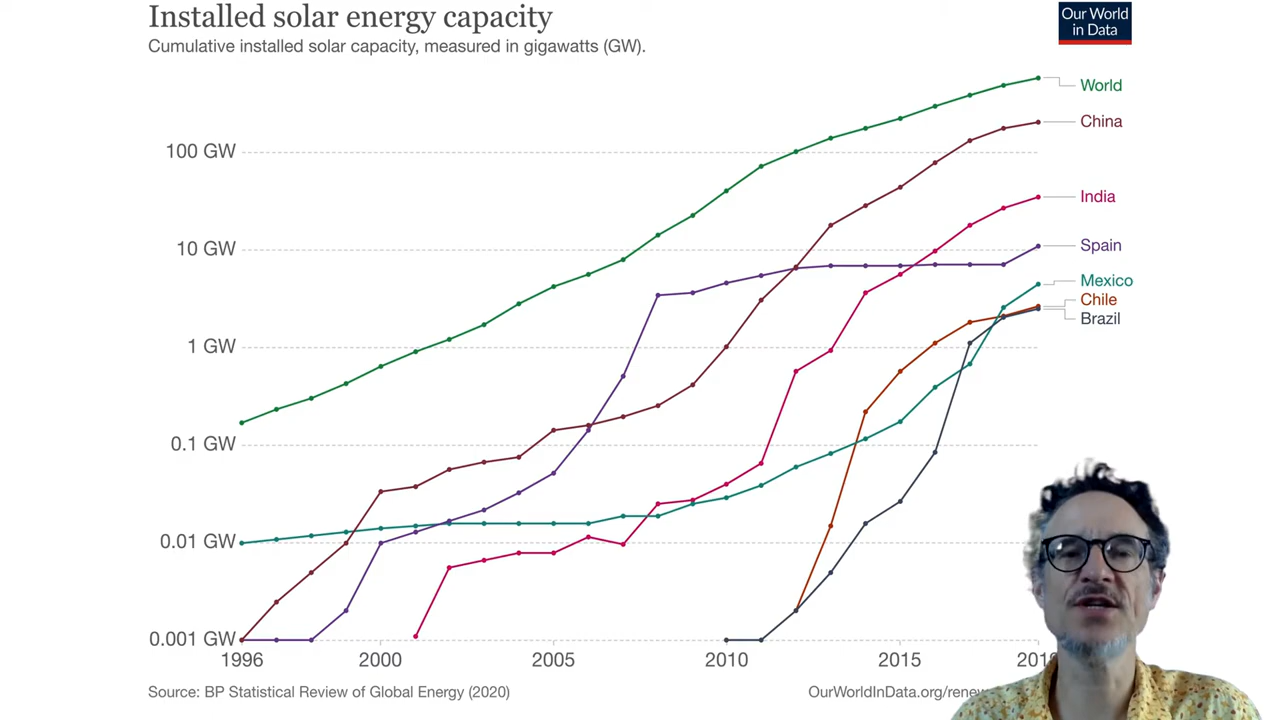 Installed solar energy capacity
Cumulative installed solar capacity, measured in gigawatts (GW).
Our World
in Data
World
China
100 GW
India
10 GW
Spain
Mexico
Chile
Brazil
1 GW
0.1 GW
0.01 GW
0.001 GW
1996 2000 2005 2010 2015
Source: BP Statistical Review of Global Energy (2020)